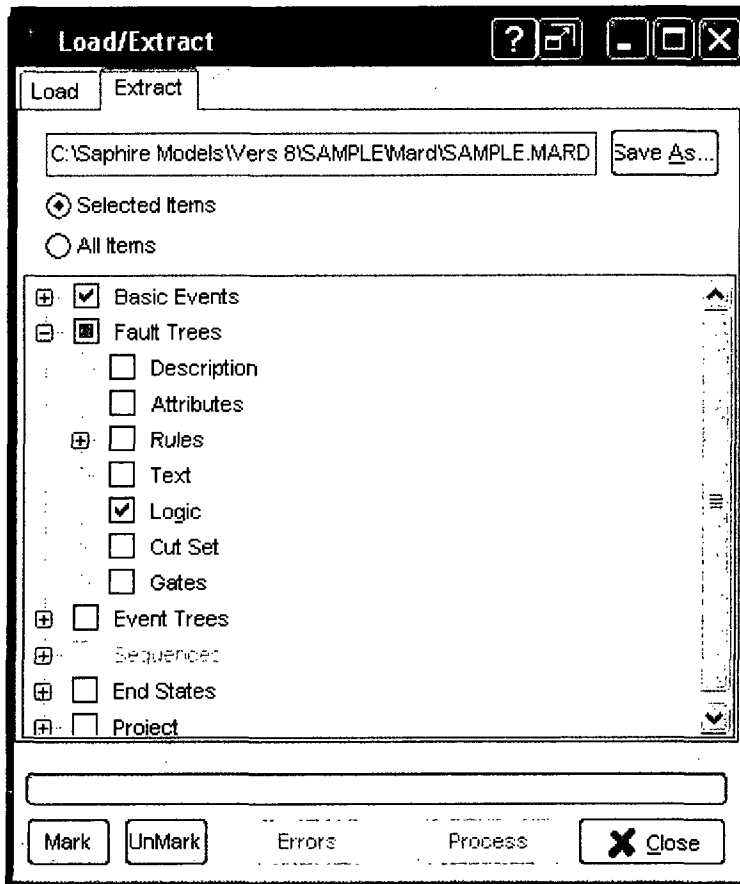 Load/Extract
Load
Extract
C:\Saphire Models\Vers 8\SAMPLE\Mard\SAMPLE.MARD
Save As...
Selected Items
All Items
Basic Events
Fault Trees
Description
Attributes
Rules
Text
Logic
Cut Set
Gates
Event Trees
Sequences
End States
Project
Mark
UnMark
Errors
Process
Close